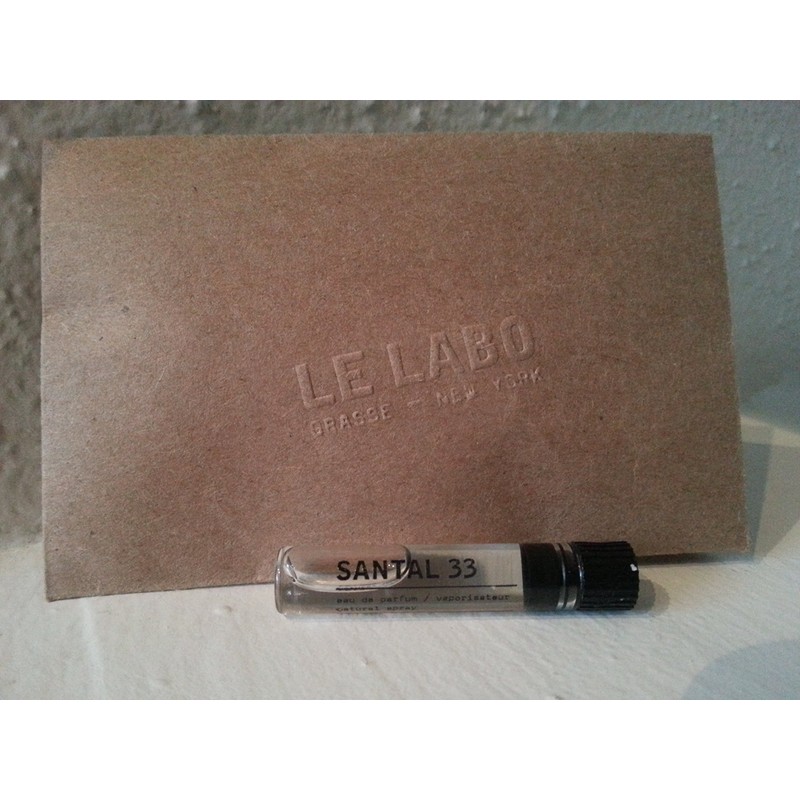 LE LABO
GRASSE — NEW YORK
SANTAL 33
eau de parfum / vaporisateur
natural spray